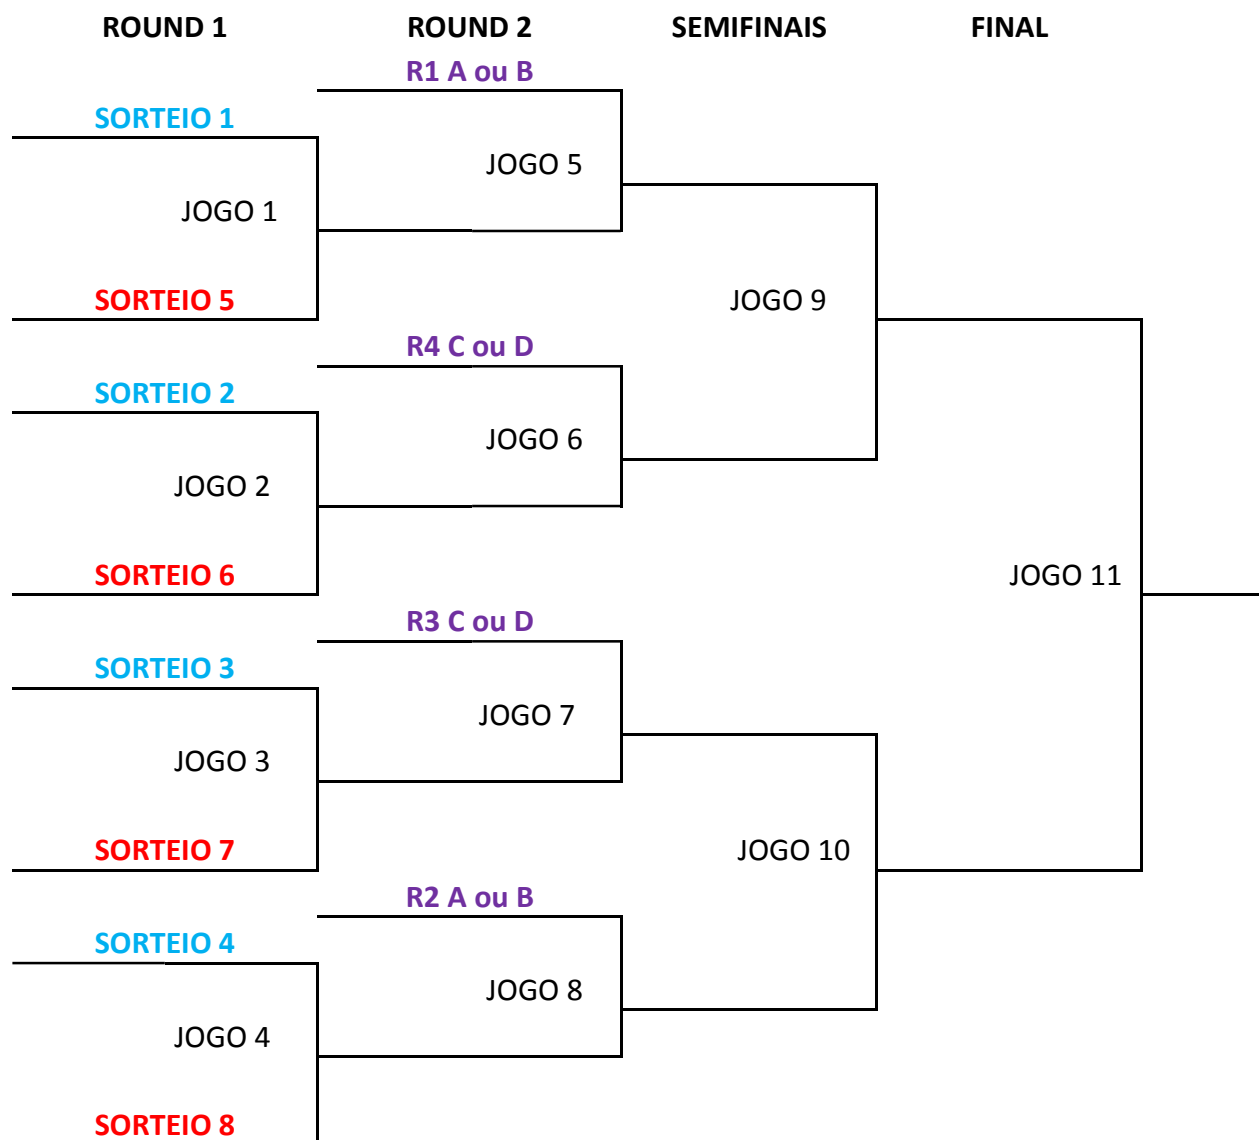 ROUND 1 ROUND 2 SEMIFINAIS FINAL
R1 A ou B
SORTEIO 1
JOGO 5
JOGO 1
SORTEIO 5
JOGO 9
R4 C ou D
SORTEIO 2
JOGO 6
JOGO 2
SORTEIO 6
JOGO 11
R3 C ou D
SORTEIO 3
JOGO 7
JOGO 3
SORTEIO 7
JOGO 10
R2 A ou B
SORTEIO 4
JOGO 8
JOGO 4
SORTEIO 8